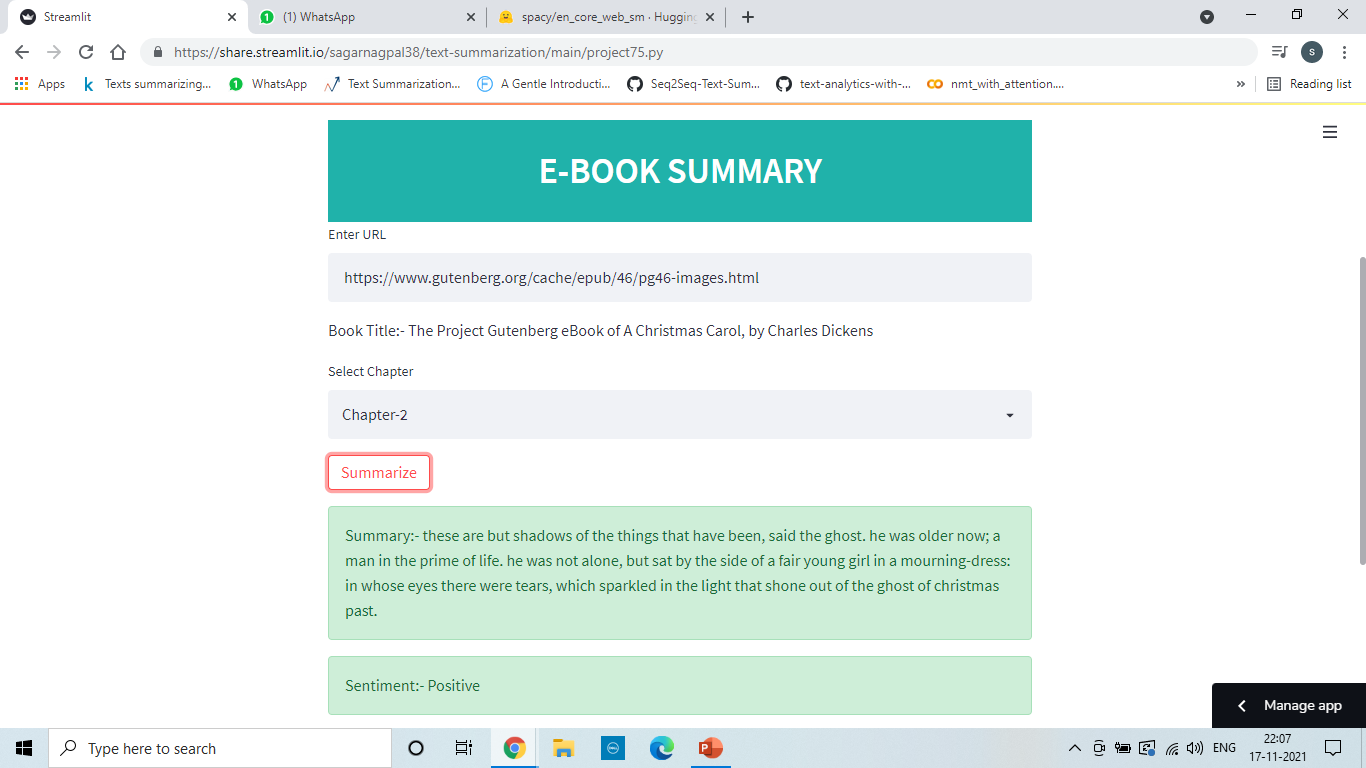 Streamlit
(1) WhatsApp
spacy/en_core_web_sm · Hugging
https://share.streamlit.io/sagarnagpal38/text-summarization/main/project75.py
S
Apps
Texts summarizing...
WhatsApp
Text Summarization...
A Gentle Introducti...
Seq2Seq-Text-Sum...
text-analytics-with-...
nmt_with_attention....
»
Reading list
E-BOOK SUMMARY
Enter URL
https://www.gutenberg.org/cache/epub/46/pg46-images.html
Book Title:- The Project Gutenberg eBook of A Christmas Carol, by Charles Dickens
Select Chapter
Chapter-2
Summarize
Summary:- these are but shadows of the things that have been, said the ghost. he was older now; a
man in the prime of life. he was not alone, but sat by the side of a fair young girl in a mourning-dress:
in whose eyes there were tears, which sparkled in the light that shone out of the ghost of christmas
past.
Sentiment:- Positive
Manage app
Type here to search
ENG
22:07
17-11-2021